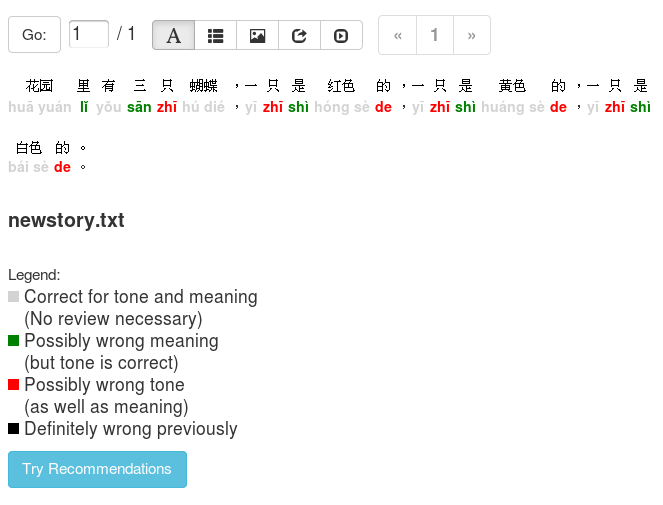 Go: 1 / 1 A « 1 »
花园 里 有 三 只 蝴蝶 ，一 只 是 红色 的 ，一 只 是 黄色 的 ，一 只 是
huā yuán lǐ yǒu sān zhī hú dié ， yī zhī shì hóng sè de ， yī zhī shì huáng sè de ， yī zhī shì
白色 的 。
bái sè de 。
newstory.txt
Legend:
Correct for tone and meaning
(No review necessary)
Possibly wrong meaning
(but tone is correct)
Possibly wrong tone
(as well as meaning)
Definitely wrong previously
Try Recommendations